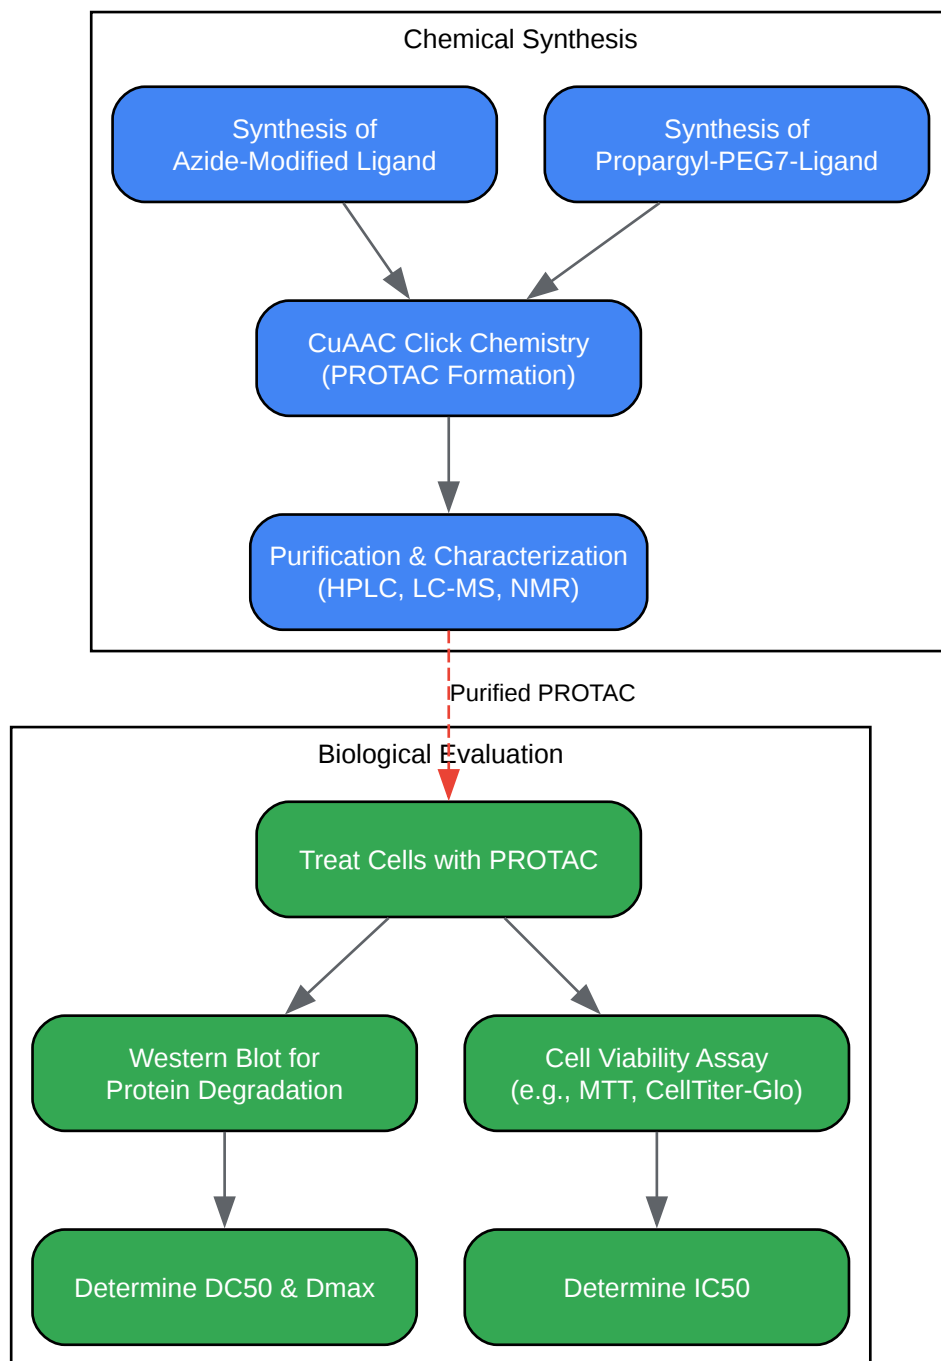 Chemical Synthesis
Synthesis of
Azide-Modified Ligand
Synthesis of
Propargyl-PEG7-Ligand
CuAAC Click Chemistry
(PROTAC Formation)
Purification & Characterization
(HPLC, LC-MS, NMR)
Purified PROTAC
Biological Evaluation
Treat Cells with PROTAC
Western Blot for
Protein Degradation
Cell Viability Assay
(e.g., MTT, CellTiter-Glo)
Determine DC50 & Dmax
Determine IC50